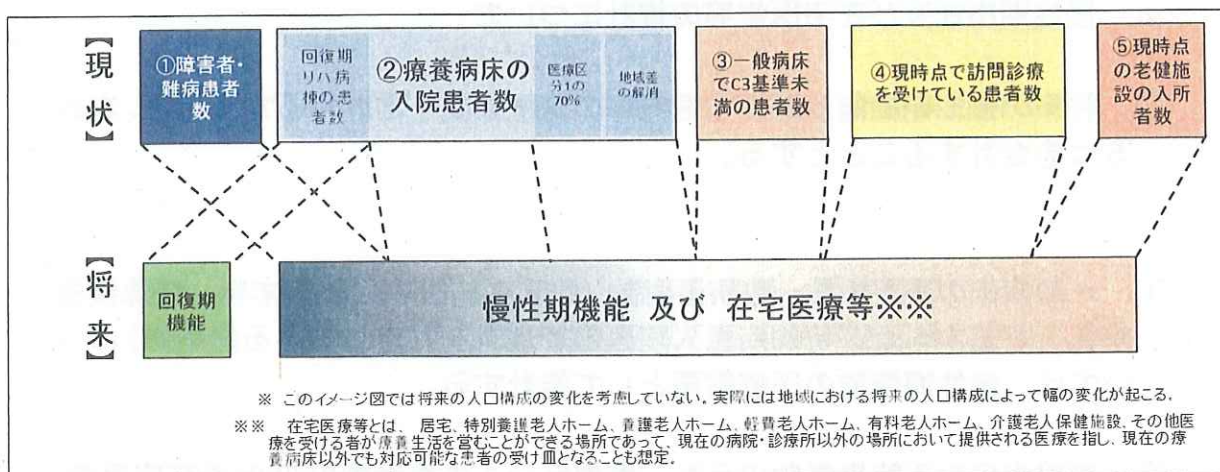 【現状】
①障害者・
難病患者
数
回復期
リハ病
棟の患
者数
②療養病床の
入院患者数
医療区
分1の
70%
地域差
の解消
③一般病床
でC3基準未
満の患者数
④現時点で訪問診療
を受けている患者数
⑤現時点
の老健施
設の入所
者数
【将来】
回復期
機能
慢性期機能 及び 在宅医療等※※
※ このイメージ図では将来の人口構成の変化を考慮していない。実際には地域における将来の人口構成によって幅の変化が起こる。
※※ 在宅医療等とは、居宅、特別養護老人ホーム、養護老人ホーム、軽費老人ホーム、有料老人ホーム、介護老人保健施設、その他医
療を受ける者が療養生活を営むことができる場所であって、現在の病院・診療所以外の場所において提供される医療を指し、現在の療
養病床以外でも対応可能な患者の受け皿となることも想定。